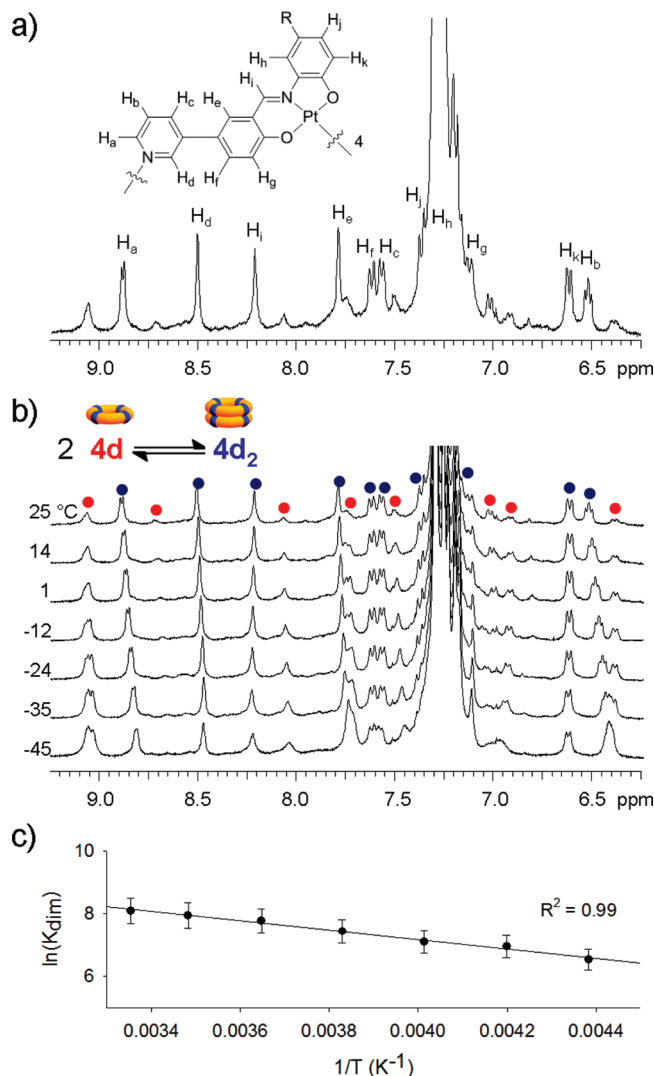 a)
R
Hj
Hh
Hk
Hi
Hb
Hc
He
N
O
Pt
Ha
O
4
N
Hd
Hf
Hg
Ha
Hd
Hi
He
Hf
Hc
Hj
Hh
Hg
Hk
Hb
9.0 8.5 8.0 7.5 7.0 6.5 ppm
b)
2 4d 4d2
25 °C
14
1
-12
-24
-35
-45
9.0 8.5 8.0 7.5 7.0 6.5 ppm
c)
10
8
6
ln(Kdim)
R2 = 0.99
0.0034 0.0036 0.0038 0.0040 0.0042 0.0044
1/T (K-1)